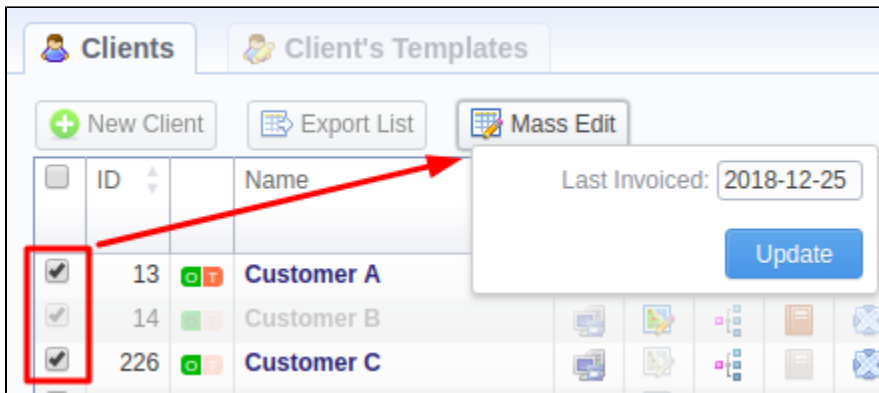 Clients Client's Templates
New Client Export List Mass Edit
ID Name Last Invoiced: 2018-12-25
Update
13 O T Customer A
14 Customer B
226 O T Customer C